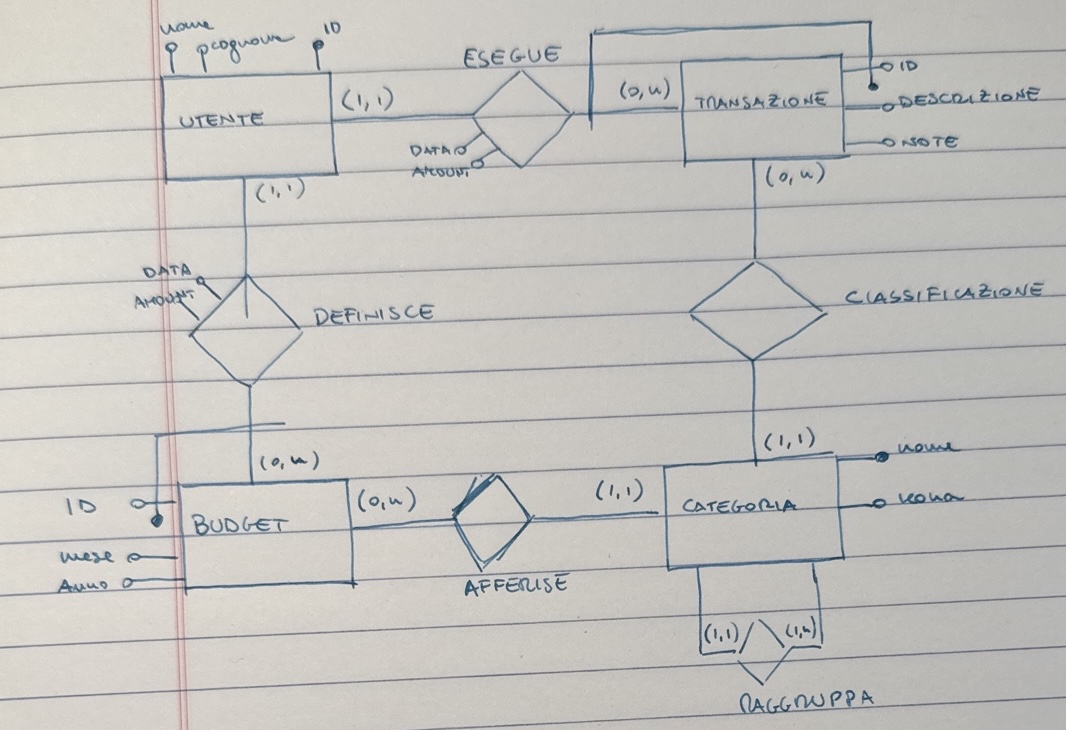 nome
cognome
ID
ESEGUE
(1,1)
(0,n)
UTENTE
TRANSAZIONE
ID
DESCRIZIONE
NOTE
DATA
AMOUNT
(1,1)
(0,n)
DATA
AMOUNT
DEFINISCE
CLASSIFICAZIONE
(0,n)
(1,1)
nome
ID
BUDGET
(0,n)
(1,1)
CATEGORIA
mese
Anno
AFFERISE
(1,1)
(1,n)
RAGGRUPPA